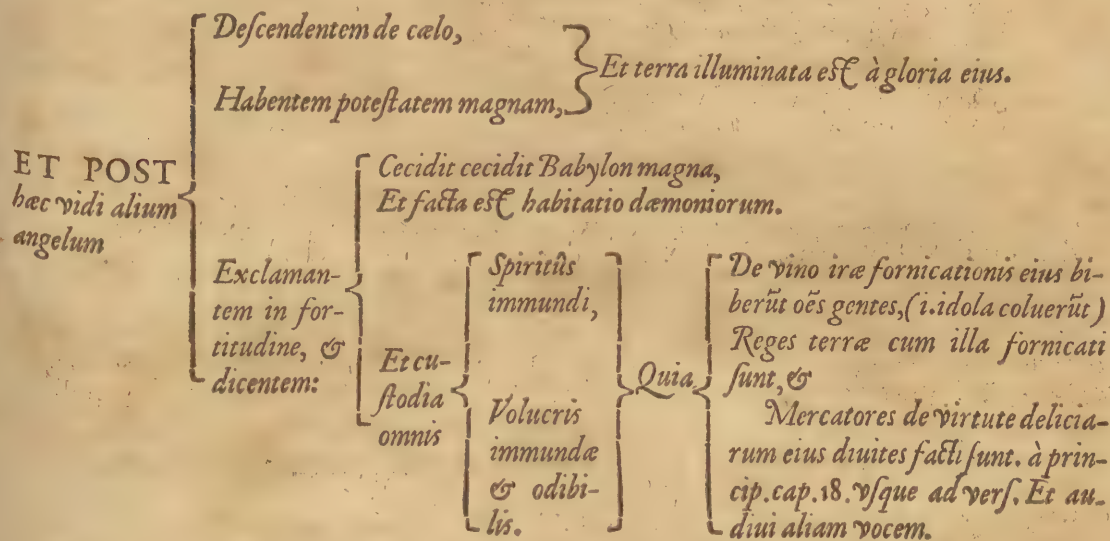 ET POST
hæc vidi alium
angelum
Deſcendentem de cælo,
Habentem poteſtatem magnam,
Et terra illuminata eſt à gloria eius.
Exclaman-
tem in for-
titudine, &
dicentem:
Cecidit cecidit Babylon magna,
Et facta eſt habitatio dæmoniorum.
Et cu-
ſtodia
omnis
Spiritûs
immundi,
Volucris
immundæ
& odibi-
lis.
Quia
De vino iræ fornicationis eius bi-
berūt oēs gentes, (i. idola coluerūt)
Reges terræ cum illa fornicati
ſunt, &
Mercatores de virtute delicia-
rum eius diuites facti ſunt. à prin-
cip. cap. 18. vſque ad verſ. Et au-
diui aliam vocem.